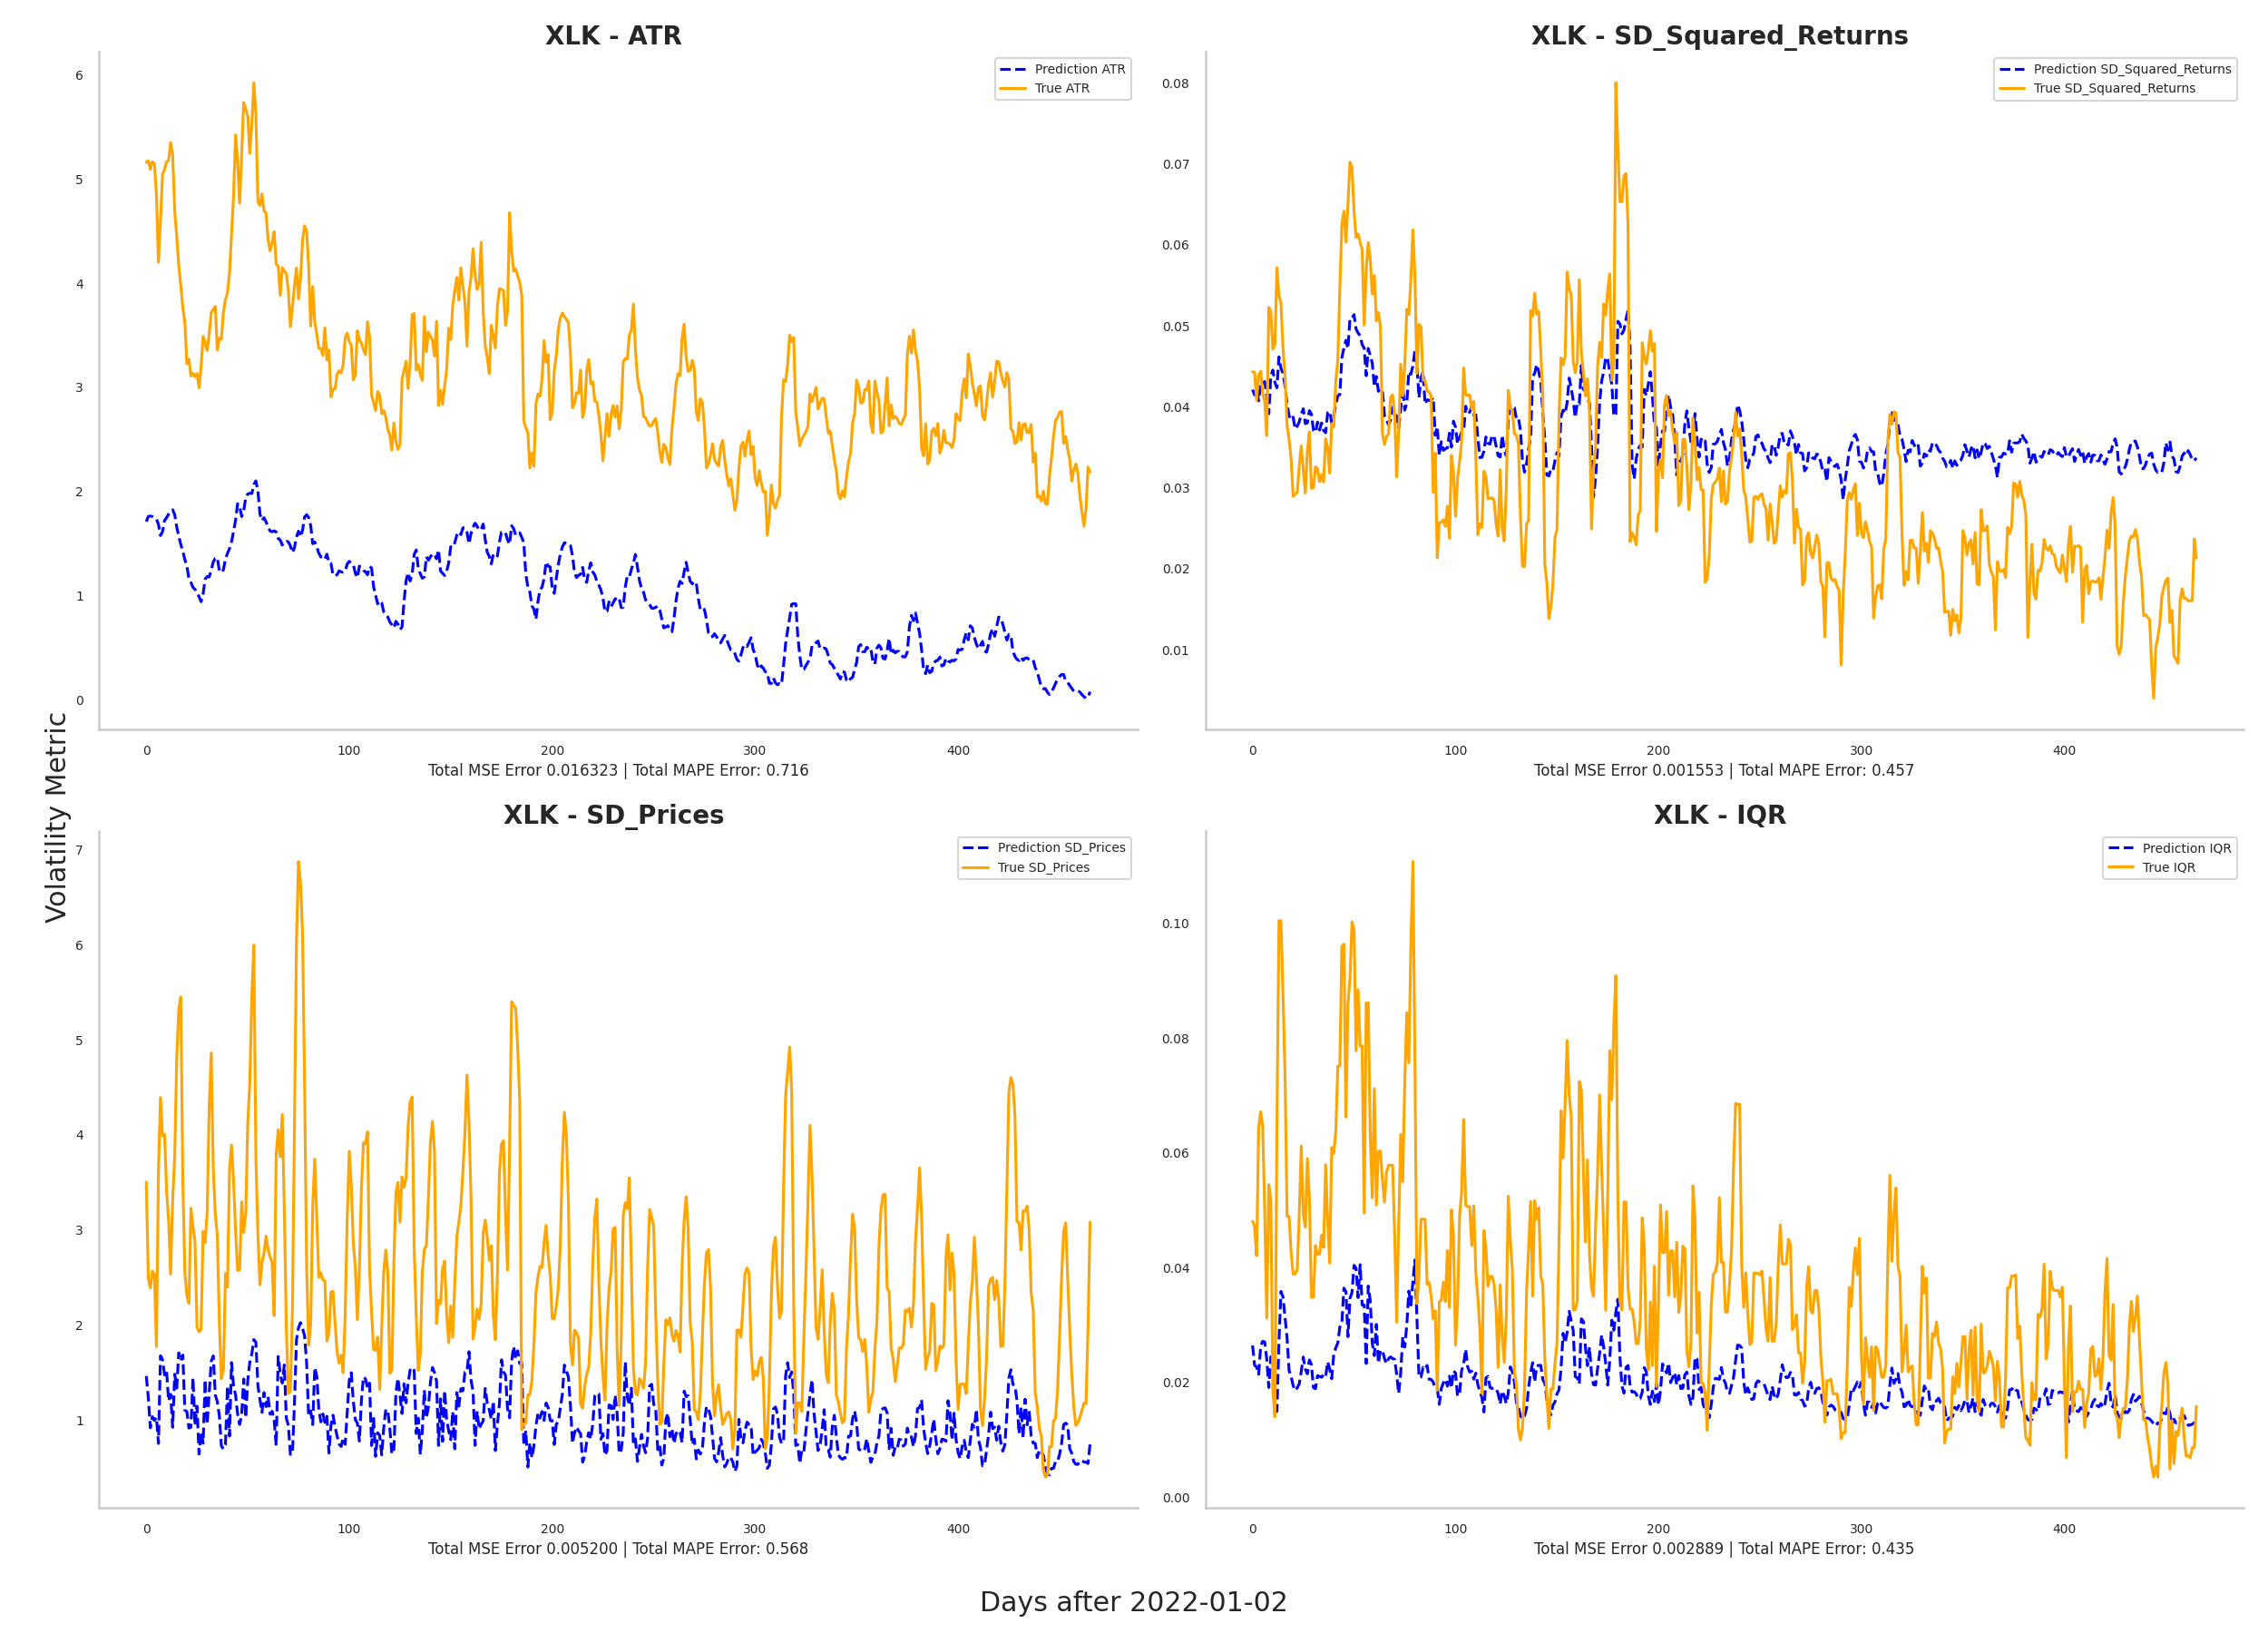 XLK - ATR
Prediction ATR
True ATR
6
5
4
3
2
1
0
0 100 200 300 400
Total MSE Error 0.016323 | Total MAPE Error: 0.716
XLK - SD_Squared_Returns
Prediction SD_Squared_Returns
True SD_Squared_Returns
0.08
0.07
0.06
0.05
0.04
0.03
0.02
0.01
0 100 200 300 400
Total MSE Error 0.001553 | Total MAPE Error: 0.457
Volatility Metric
XLK - SD_Prices
Prediction SD_Prices
True SD_Prices
7
6
5
4
3
2
1
0 100 200 300 400
Total MSE Error 0.005200 | Total MAPE Error: 0.568
XLK - IQR
Prediction IQR
True IQR
0.10
0.08
0.06
0.04
0.02
0.00
0 100 200 300 400
Total MSE Error 0.002889 | Total MAPE Error: 0.435
Days after 2022-01-02